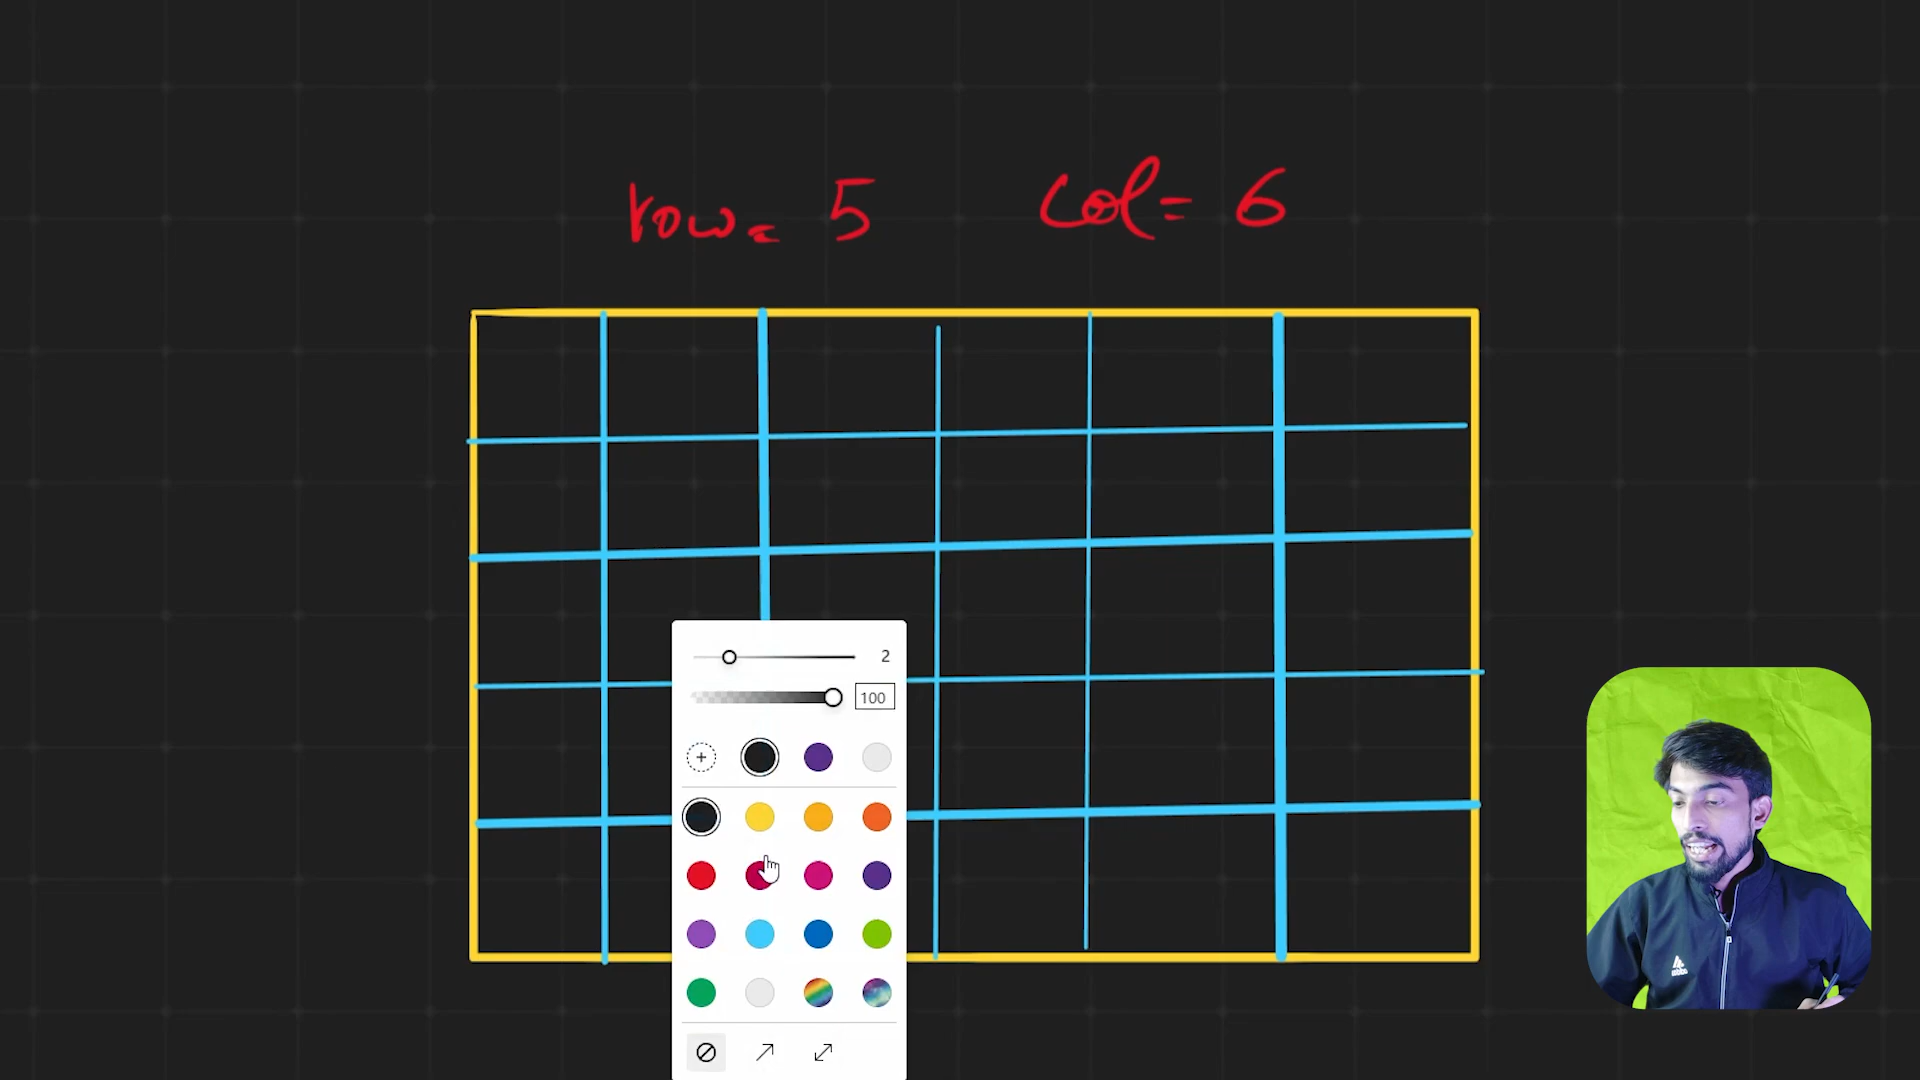 row = 5 col = 6
2
100